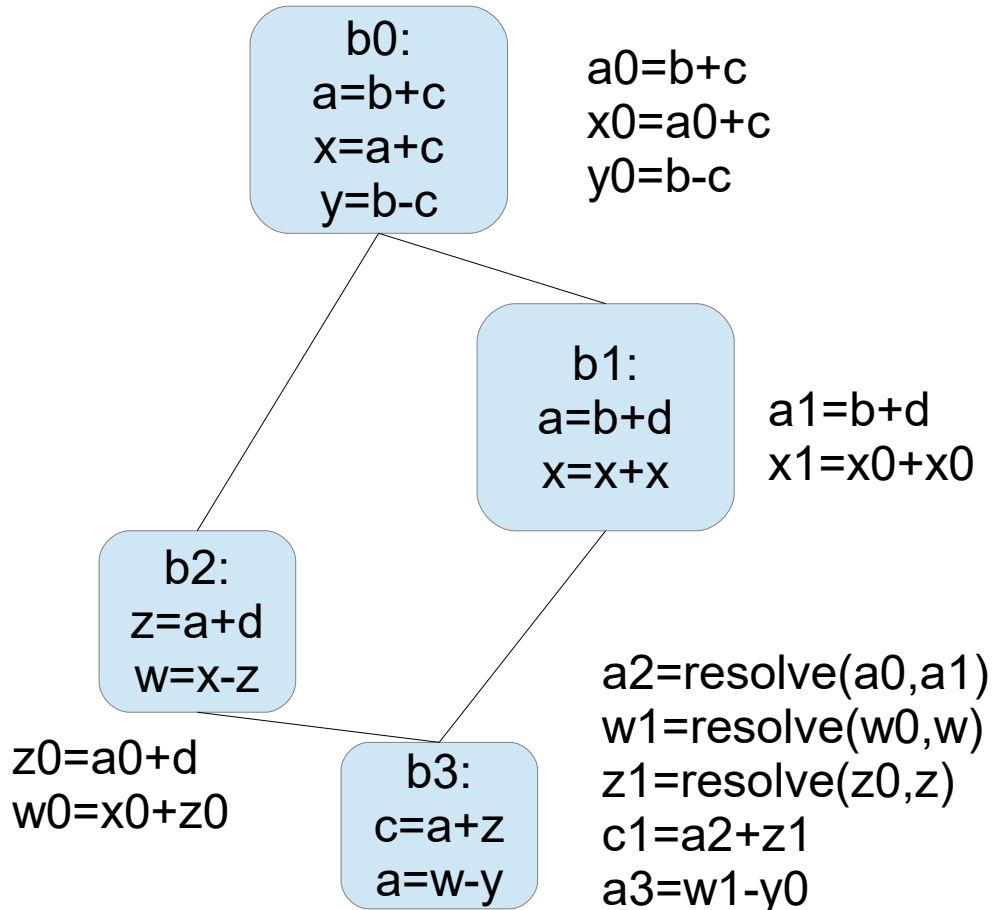 b0:
a=b+c
x=a+c
y=b-c
a0=b+c
x0=a0+c
y0=b-c
b1:
a=b+d
x=x+x
a1=b+d
x1=x0+x0
b2:
z=a+d
w=x-z
z0=a0+d
w0=x0+z0
b3:
c=a+z
a=w-y
a2=resolve(a0,a1)
w1=resolve(w0,w)
z1=resolve(z0,z)
c1=a2+z1
a3=w1-y0